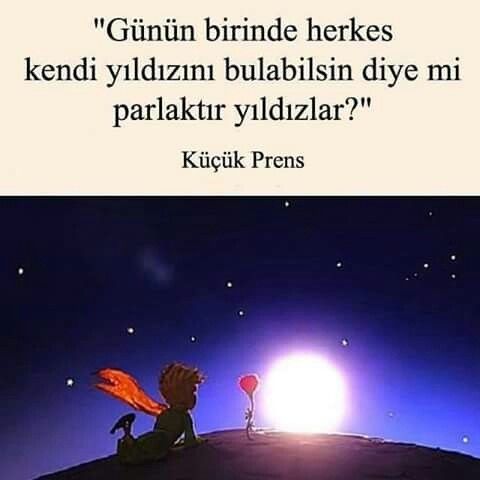 "Günün birinde herkes
kendi yıldızını bulabilsin diye mi
parlaktır yıldızlar?"
Küçük Prens